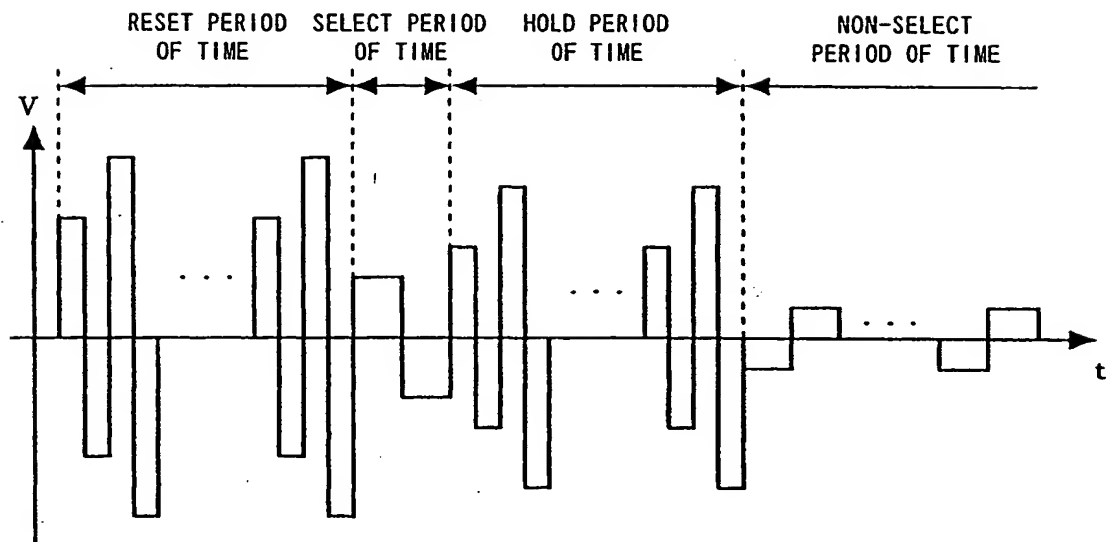 RESET PERIOD OF TIME
SELECT PERIOD OF TIME
HOLD PERIOD OF TIME
NON-SELECT PERIOD OF TIME
V
. . .
. . .
. . .
t